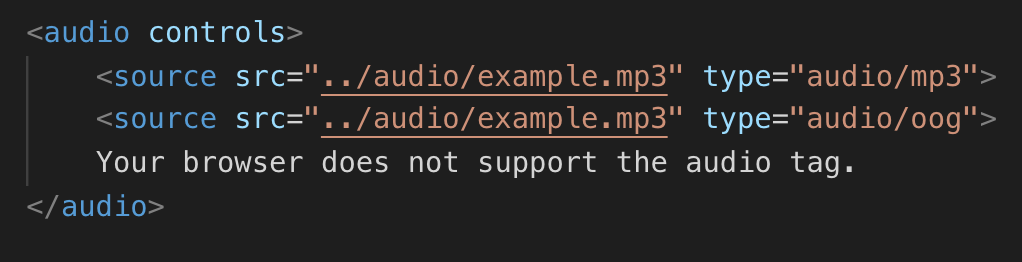 <audio controls>
<source src="../audio/example.mp3" type="audio/mp3">
<source src="../audio/example.mp3" type="audio/oog">
Your browser does not support the audio tag.
</audio>